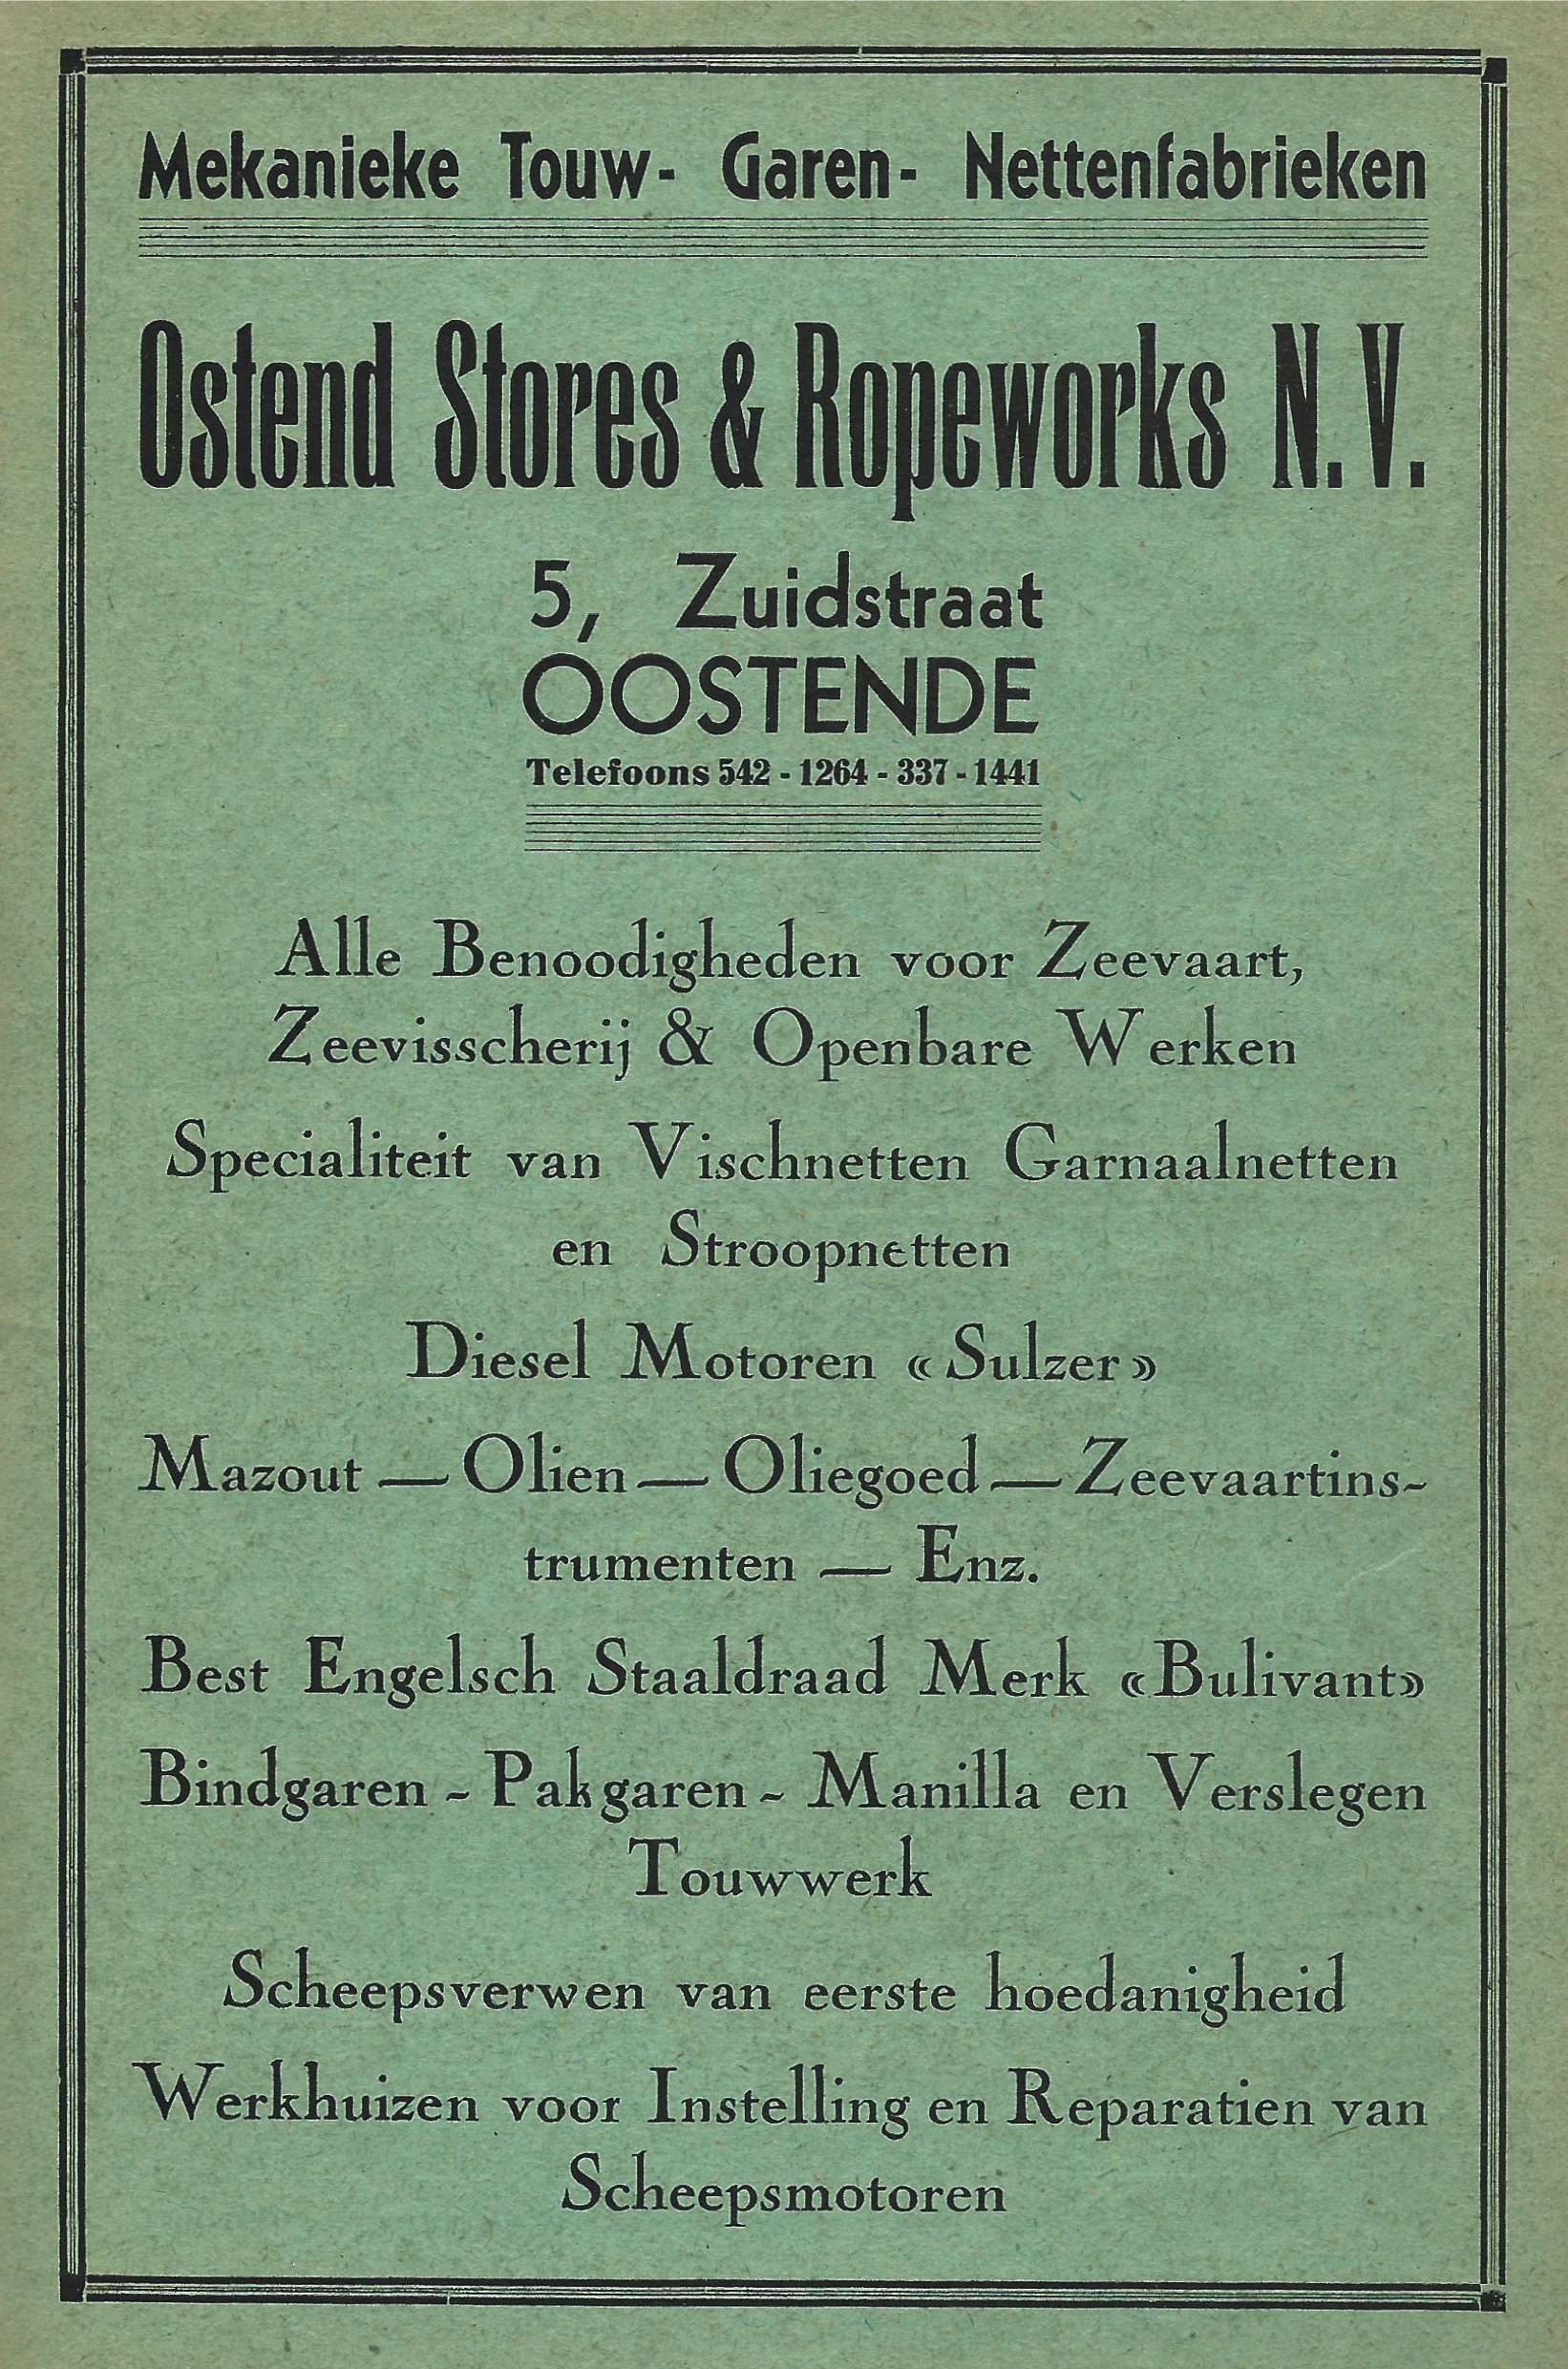 Mekanieke Touw- Garen- Nettenfabrieken
Ostend Stores & Ropeworks N.V.
5, Zuidstraat
OOSTENDE
Telefoons 542 - 1264 - 337 - 1441
Alle Benoodigheden voor Zeevaart,
Zeevisscherij & Openbare Werken
Specialiteit van Vischnetten Garnaalnetten
en Stroopnetten
Diesel Motoren « Sulzer »
Mazout — Olien — Oliegoed — Zeevaartins-
trumenten — Enz.
Best Engelsch Staaldraad Merk «Bulivant»
Bindgaren - Pakgaren - Manilla en Verslegen
Touwwerk
Scheepsverwen van eerste hoedanigheid
Werkhuizen voor Instelling en Reparatien van
Scheepsmotoren